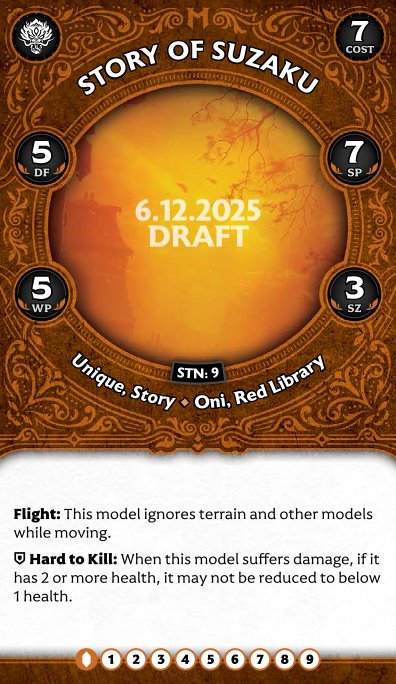 7
COST
STORY OF SUZAKU
5
DF
7
SP
6.12.2025
DRAFT
5
WP
3
SZ
STN: 9
Unique, Story ◆ Oni, Red Library
Flight: This model ignores terrain and other models
while moving.
Hard to Kill: When this model suffers damage, if it
has 2 or more health, it may not be reduced to below
1 health.
1 2 3 4 5 6 7 8 9